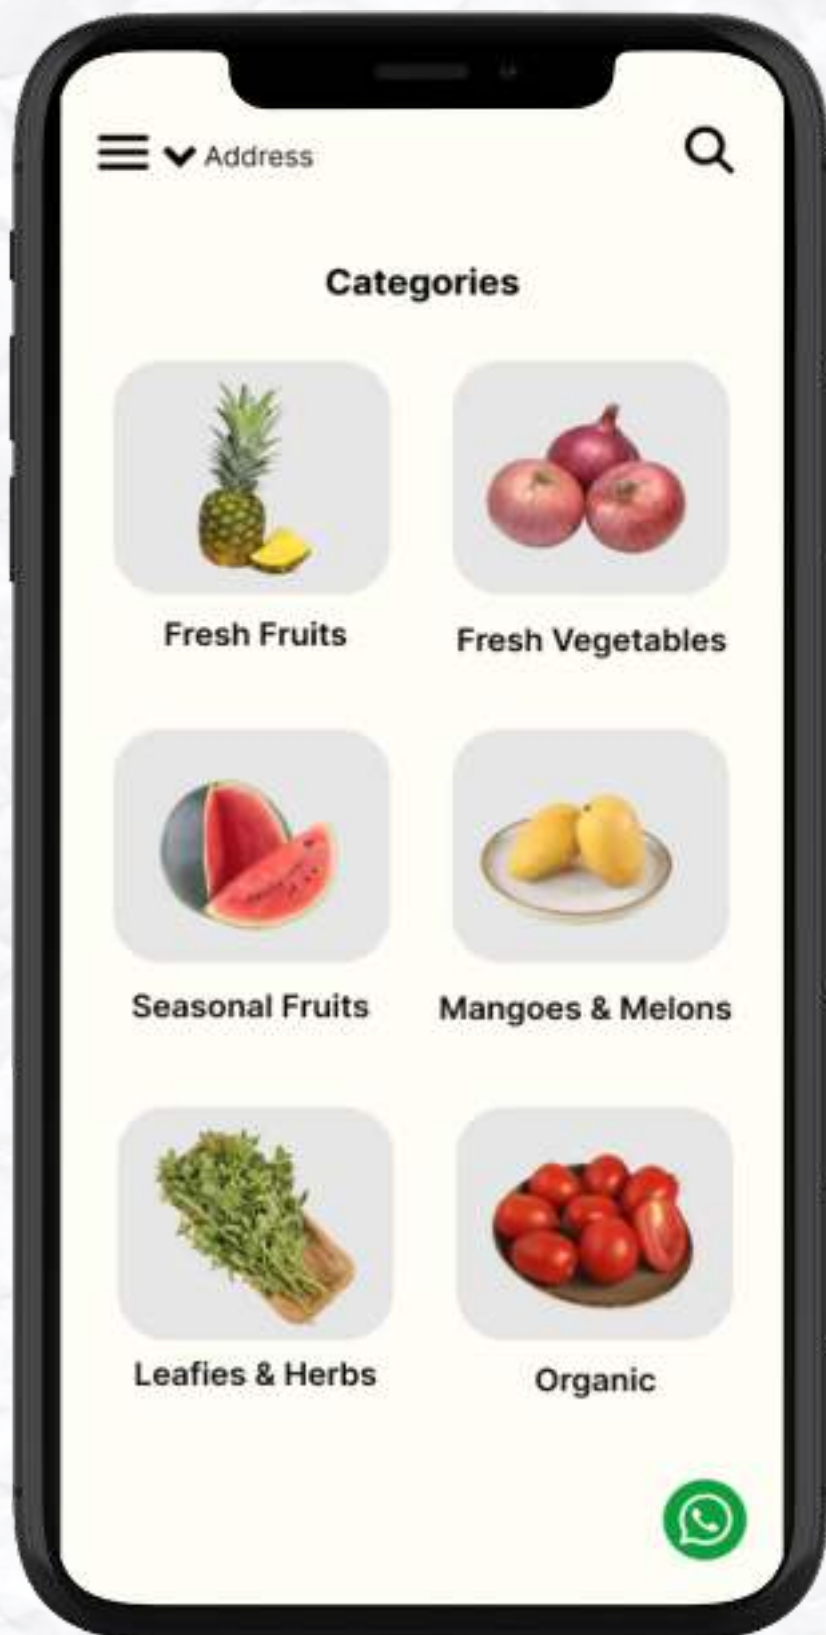 Address
Categories
Fresh Fruits
Fresh Vegetables
Seasonal Fruits
Mangoes & Melons
Leafies & Herbs
Organic